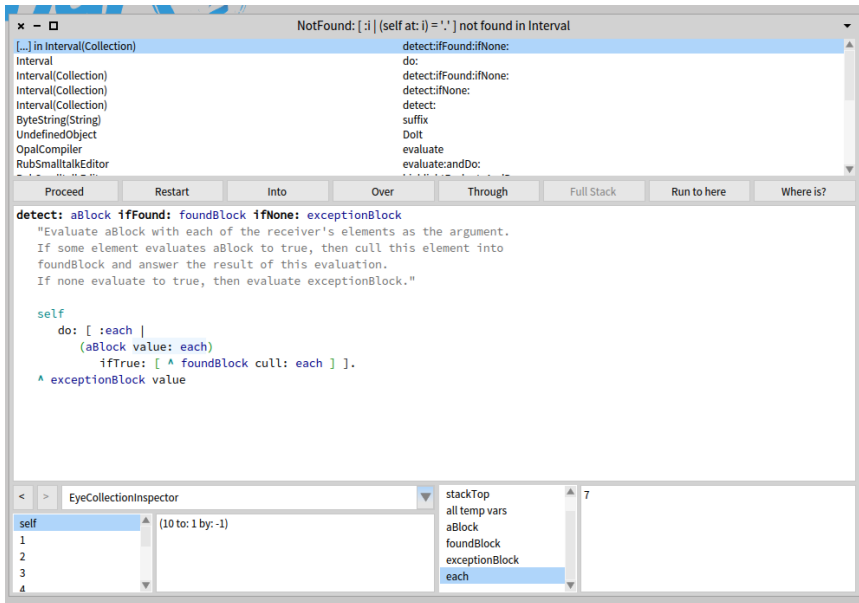 NotFound: [ :i | (self at: i) = '.' ] not found in Interval
[...] in Interval(Collection) detect:ifFound:ifNone:
Interval do:
Interval(Collection) detect:ifFound:ifNone:
Interval(Collection) detect:ifNone:
Interval(Collection) detect:
ByteString(String) suffix
UndefinedObject DoIt
OpalCompiler evaluate
RubSmalltalkEditor evaluate:andDo:
Proceed Restart Into Over Through Full Stack Run to here Where is?
detect: aBlock ifFound: foundBlock ifNone: exceptionBlock
"Evaluate aBlock with each of the receiver's elements as the argument.
If some element evaluates aBlock to true, then cull this element into
foundBlock and answer the result of this evaluation.
If none evaluate to true, then evaluate exceptionBlock."
self
do: [ :each |
(aBlock value: each)
ifTrue: [ ^ foundBlock cull: each ] ].
^ exceptionBlock value
< > EyeCollectionInspector
self
1
2
3
4
(10 to: 1 by: -1)
stackTop
all temp vars
aBlock
foundBlock
exceptionBlock
each
7